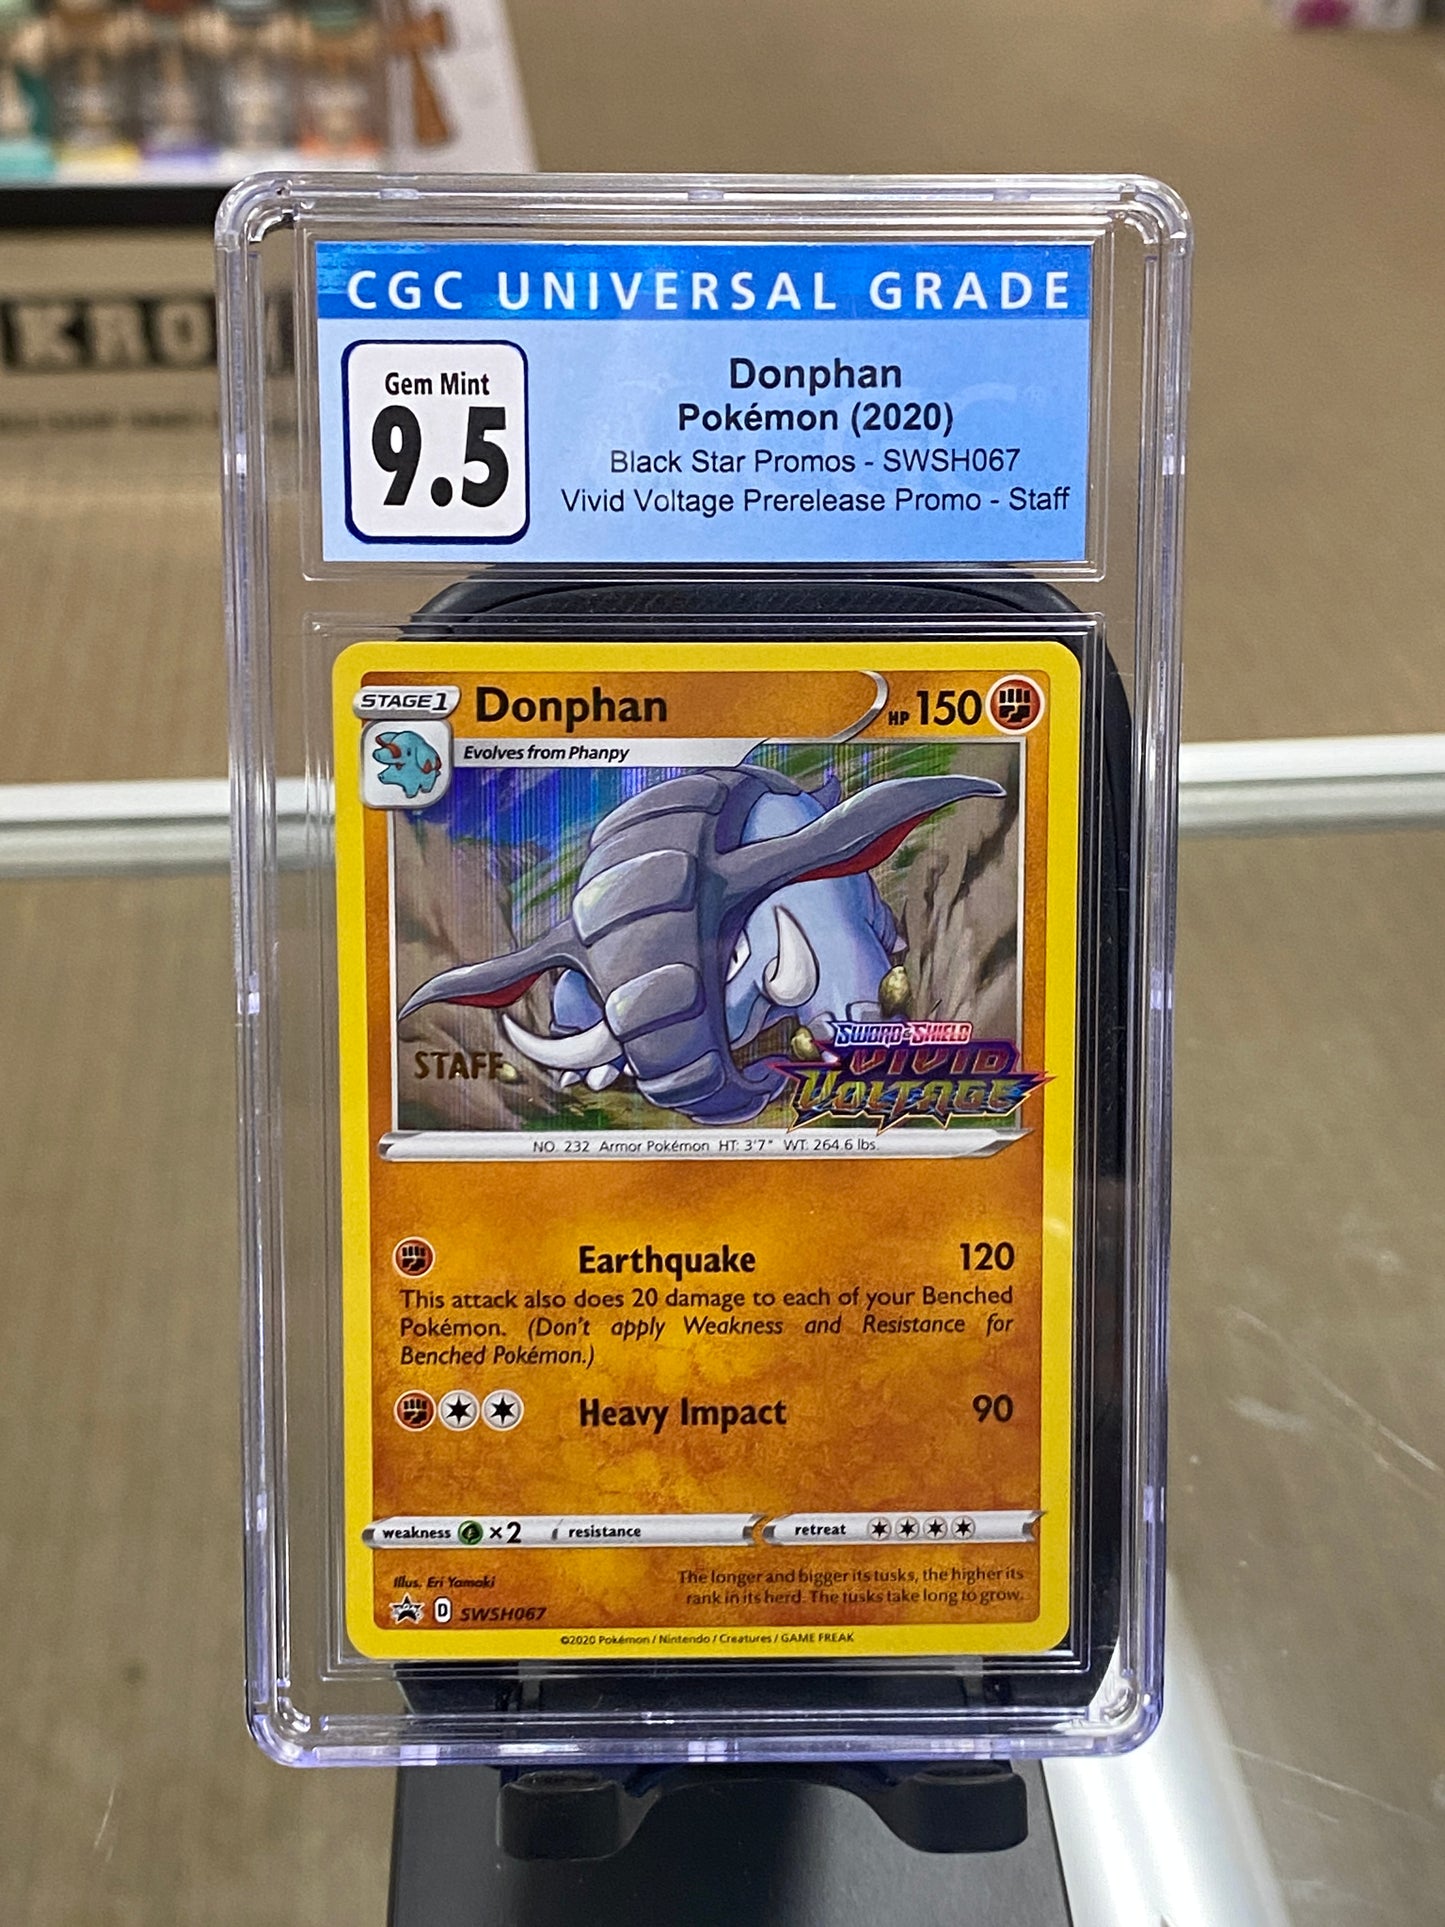 CGC UNIVERSAL GRADE
Gem Mint
9.5
Donphan
Pokémon (2020)
Black Star Promos - SWSH067
Vivid Voltage Prerelease Promo - Staff
STAGE 1
Donphan
HP 150
Evolves from Phanpy
STAFF
SWORD & SHIELD
VIVID
VOLTAGE
NO. 232 Armor Pokémon HT: 3'7" WT: 264.6 lbs.
Earthquake 120
This attack also does 20 damage to each of your Benched
Pokémon. (Don't apply Weakness and Resistance for
Benched Pokémon.)
Heavy Impact 90
weakness ×2 resistance retreat
Illus. Eri Yamaki
The longer and bigger its tusks, the higher its
rank in its herd. The tusks take long to grow.
D SWSH067
©2020 Pokémon / Nintendo / Creatures / GAME FREAK